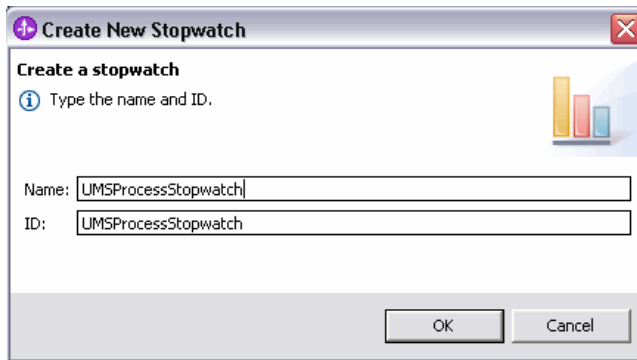 Create New Stopwatch
Create a stopwatch
Type the name and ID.
Name: UMSProcessStopwatch
ID: UMSProcessStopwatch
OK Cancel